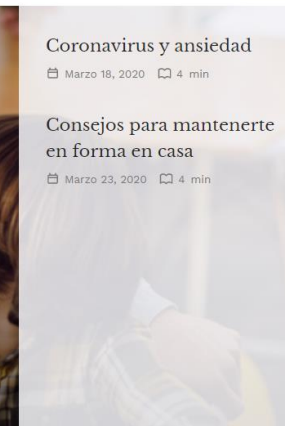 Coronavirus y ansiedad
Marzo 18, 2020 4 min
Consejos para mantenerte
en forma en casa
Marzo 23, 2020 4 min